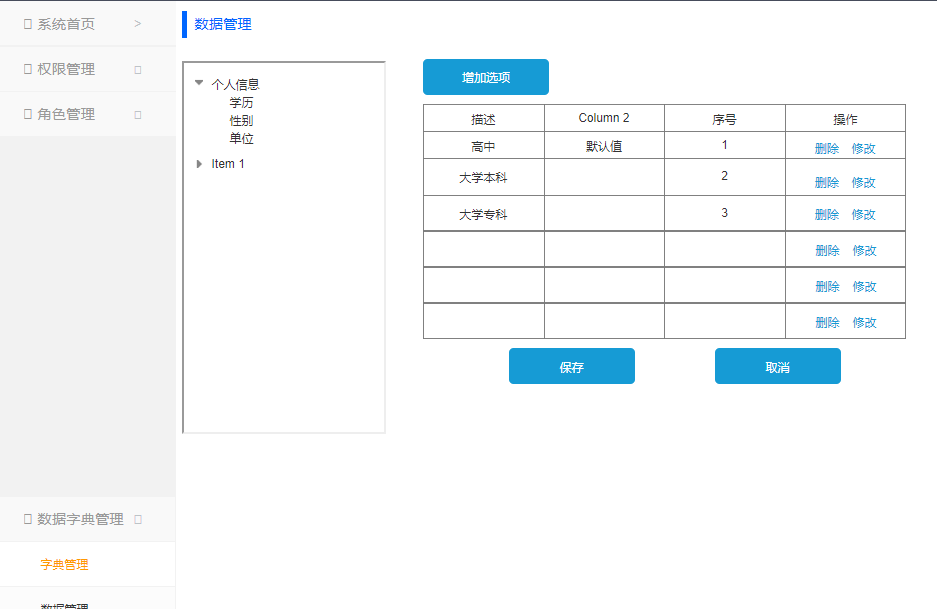 系统首页 >
权限管理
角色管理
数据字典管理
字典管理
数据管理
数据管理
个人信息
学历
性别
单位
Item 1
增加选项
描述 Column 2 序号 操作
高中 默认值 1 删除 修改
大学本科 2 删除 修改
大学专科 3 删除 修改
删除 修改
删除 修改
删除 修改
保存 取消